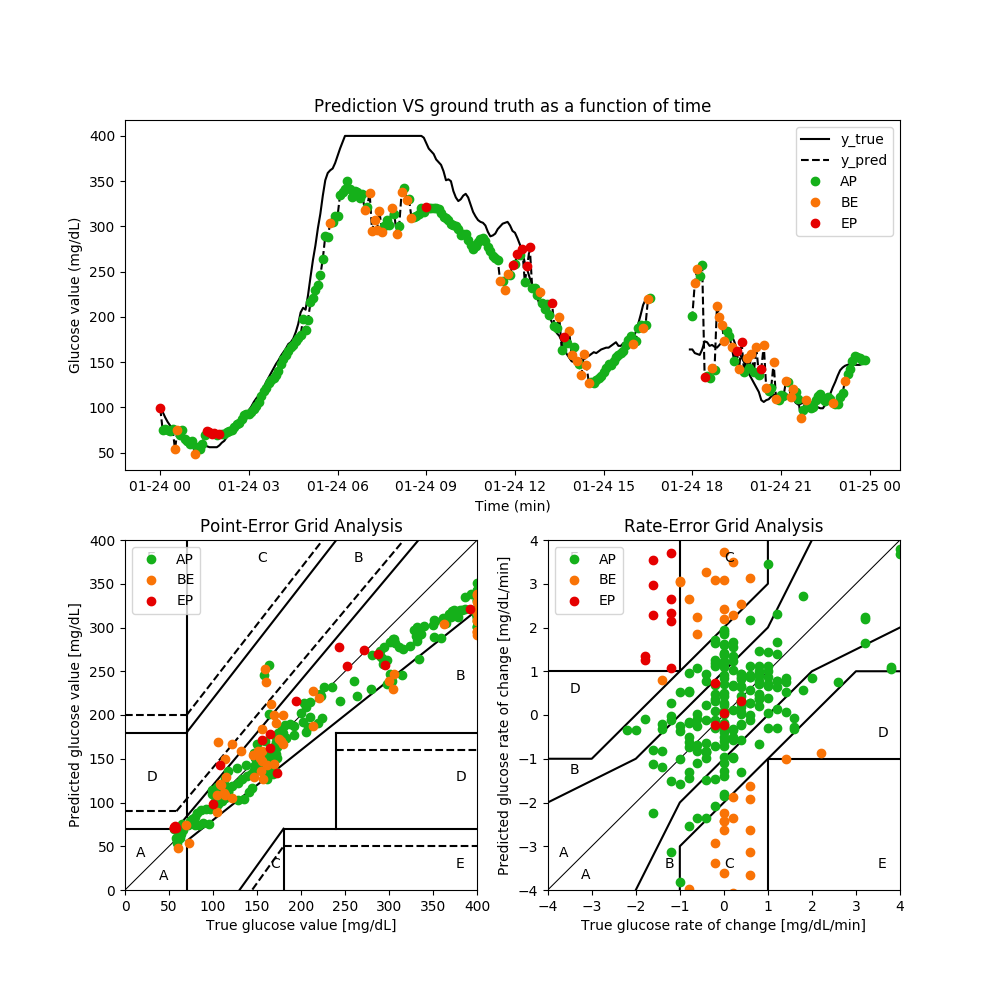 Prediction VS ground truth as a function of time
Glucose value (mg/dL)
400
350
300
250
200
150
100
50
y_true
y_pred
AP
BE
EP
01-24 00 01-24 03 01-24 06 01-24 09 01-24 12 01-24 15 01-24 18 01-24 21 01-25 00
Time (min)
Point-Error Grid Analysis
Predicted glucose value [mg/dL]
400
350
300
250
200
150
100
50
0
AP
BE
EP
C
B
B
D
D
A
A
C
E
0 50 100 150 200 250 300 350 400
True glucose value [mg/dL]
Rate-Error Grid Analysis
Predicted glucose rate of change [mg/dL/min]
4
3
2
1
0
−1
−2
−3
−4
AP
BE
EP
C
D
D
B
A
A
B
C
E
−4 −3 −2 −1 0 1 2 3 4
True glucose rate of change [mg/dL/min]